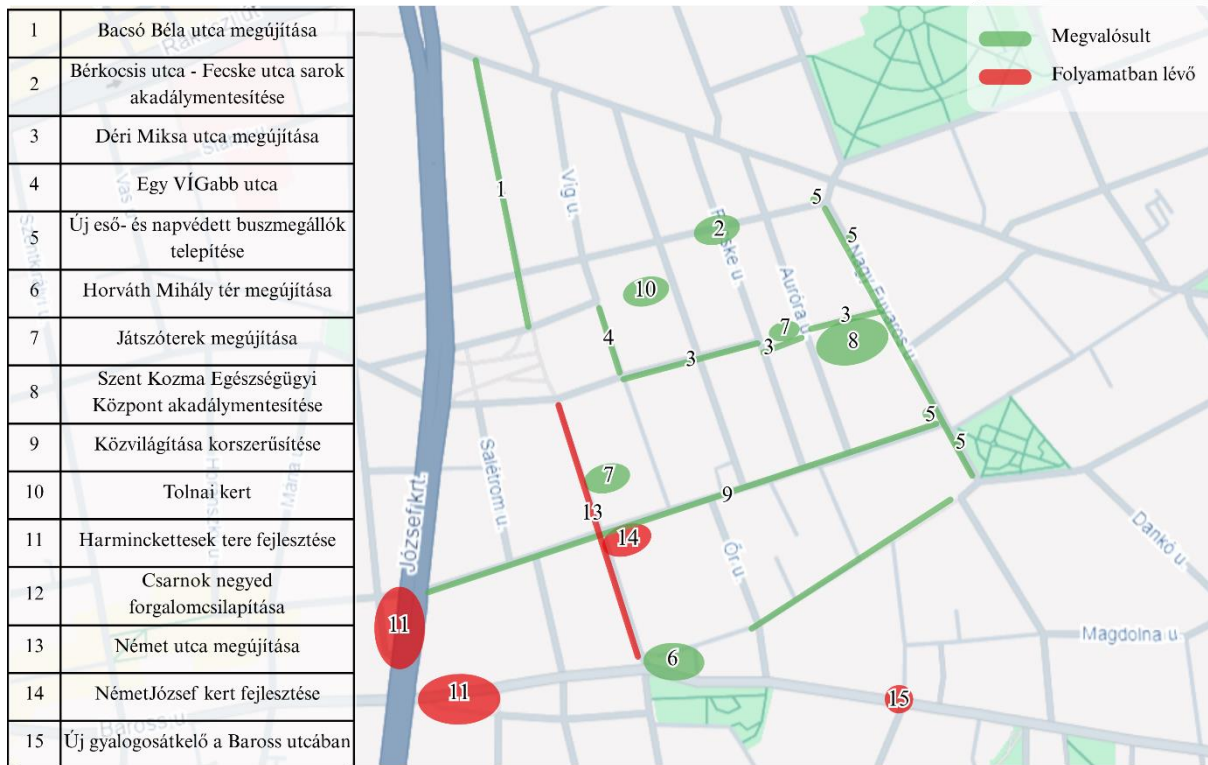 1
Bacsó Béla utca megújítása
2
Bérkocsis utca - Fecske utca sarok
akadálymentesítése
3
Déri Miksa utca megújítása
4
Egy VÍGabb utca
5
Új eső- és napvédett buszmegállók
telepítése
6
Horváth Mihály tér megújítása
7
Játszóterek megújítása
8
Szent Kozma Egészségügyi
Központ akadálymentesítése
9
Közvilágítása korszerűsítése
10
Tolnai kert
11
Harminckettesek tere fejlesztése
12
Csarnok negyed
forgalomcsilapítása
13
Német utca megújítása
14
NémetJózsef kert fejlesztése
15
Új gyalogosátkelő a Baross utcában
Megvalósult
Folyamatban lévő
1
Víg u.
5
2
5
Nagy Fuvaros u.
10
Auróra u.
3
7
4
8
3
3
5
5
7
Salétrom u.
9
13
14
József krt.
Őr u.
Dankó u
11
Magdolna u
6
11
15
Baross u